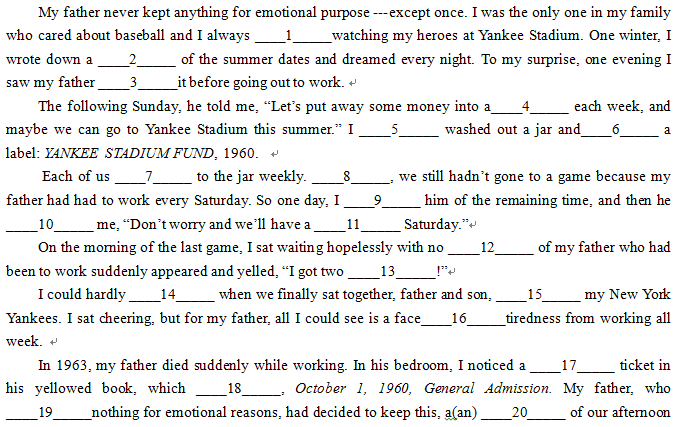 My father never kept anything for emotional purpose ---except once. I was the only one in my family
who cared about baseball and I always ____1_____watching my heroes at Yankee Stadium. One winter, I
wrote down a ____2_____ of the summer dates and dreamed every night. To my surprise, one evening I
saw my father ____3_____it before going out to work.
The following Sunday, he told me, “Let’s put away some money into a____4_____ each week, and
maybe we can go to Yankee Stadium this summer.” I ____5_____ washed out a jar and____6_____ a
label: YANKEE STADIUM FUND, 1960.
Each of us ____7_____ to the jar weekly. ____8_____, we still hadn’t gone to a game because my
father had had to work every Saturday. So one day, I ____9_____ him of the remaining time, and then he
____10_____ me, “Don’t worry and we’ll have a ____11_____ Saturday.”
On the morning of the last game, I sat waiting hopelessly with no ____12_____ of my father who had
been to work suddenly appeared and yelled, “I got two ____13_____!”
I could hardly ____14_____ when we finally sat together, father and son, ____15_____ my New York
Yankees. I sat cheering, but for my father, all I could see is a face____16_____tiredness from working all
week.
In 1963, my father died suddenly while working. In his bedroom, I noticed a ____17_____ ticket in
his yellowed book, which ____18_____, October 1, 1960, General Admission. My father, who
____19_____nothing for emotional reasons, had decided to keep this, a(an) ____20_____ of our afternoon